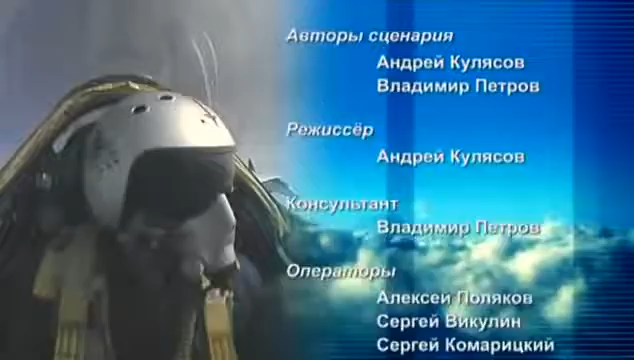 Авторы сценария
Андрей Кулясов
Владимир Петров
Режиссёр
Андрей Кулясов
Консультант
Владимир Петров
Операторы
Алексей Поляков
Сергей Викулин
Сергей Комарицкий